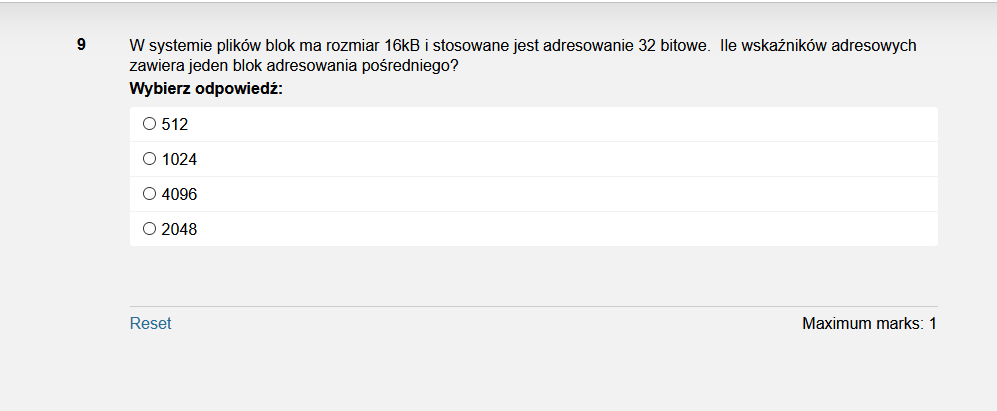 9 W systemie plików blok ma rozmiar 16kB i stosowane jest adresowanie 32 bitowe. Ile wskaźników adresowych
zawiera jeden blok adresowania pośredniego?
Wybierz odpowiedź:
512
1024
4096
2048
Reset Maximum marks: 1